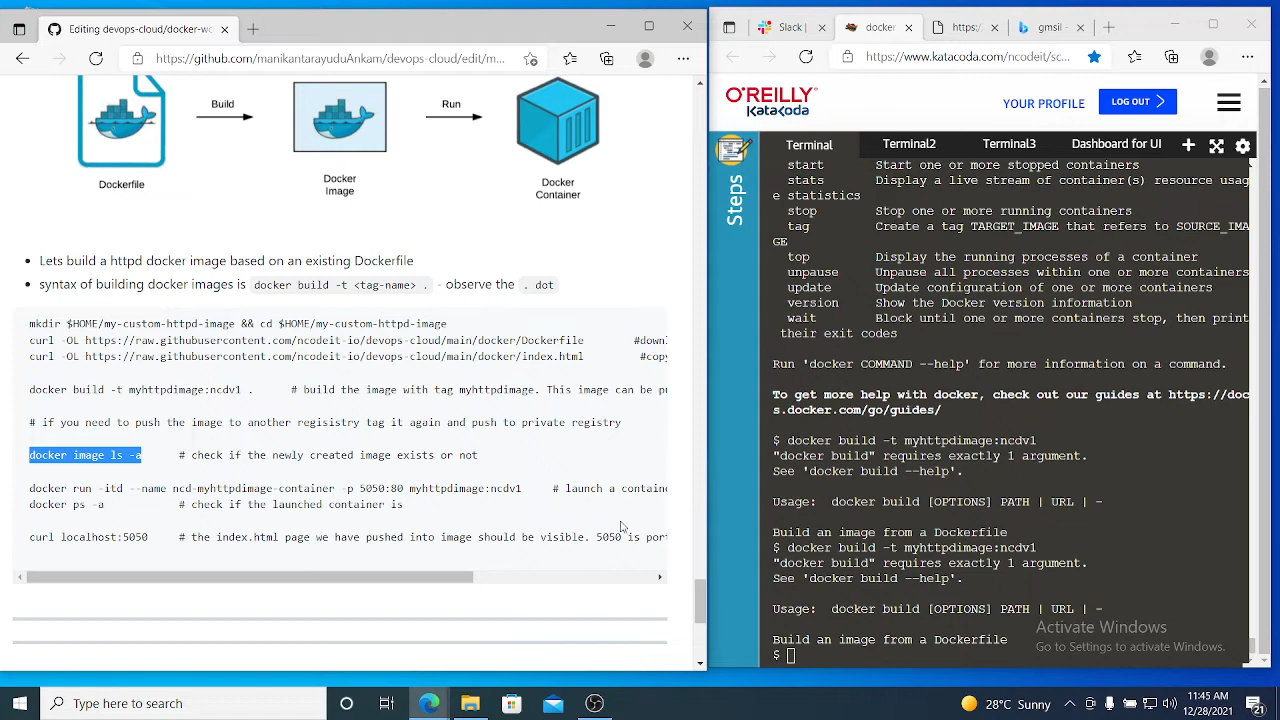 Editing devops-cloud/docker-wo
https://github.com/manikantarayuduAnkam/devops-cloud/edit/m...
Build
Run
Dockerfile
Docker
Image
Docker
Container
Lets build a httpd docker image based on an existing Dockerfile
syntax of building docker images is docker build -t <tag-name> . - observe the . dot
mkdir $HOME/my-custom-httpd-image && cd $HOME/my-custom-httpd-image
curl -OL https://raw.githubusercontent.com/ncodeit-io/devops-cloud/main/docker/Dockerfile #downl
curl -OL https://raw.githubusercontent.com/ncodeit-io/devops-cloud/main/docker/index.html #copy
docker build -t myhttpdimage:ncdv1 . # build the image with tag myhttpdimage. This image can be pu
# if you need to push the image to another regisistry tag it again and push to private registry
docker image ls -a # check if the newly created image exists or not
docker run -itd --name ncd-myhttpdimage-container -p 5050:80 myhttpdimage:ncdv1 # launch a containe
docker ps -a # check if the launched container is
curl localhost:5050 # the index.html page we have pushed into image should be visible. 5050 is port
Slack |
docker
https:/
gmail -
https://www.katacoda.com/ncodeit/sc...
O'REILLY
Katacoda
YOUR PROFILE
LOG OUT
Steps
Terminal
Terminal2
Terminal3
Dashboard for UI
start Start one or more stopped containers
stats Display a live stream of container(s) resource usag
e statistics
stop Stop one or more running containers
tag Create a tag TARGET_IMAGE that refers to SOURCE_IMA
GE
top Display the running processes of a container
unpause Unpause all processes within one or more containers
update Update configuration of one or more containers
version Show the Docker version information
wait Block until one or more containers stop, then print
their exit codes
Run 'docker COMMAND --help' for more information on a command.
To get more help with docker, check out our guides at https://doc
s.docker.com/go/guides/
$ docker build -t myhttpdimage:ncdv1
"docker build" requires exactly 1 argument.
See 'docker build --help'.
Usage: docker build [OPTIONS] PATH | URL | -
Build an image from a Dockerfile
$ docker build -t myhttpdimage:ncdv1
"docker build" requires exactly 1 argument.
See 'docker build --help'.
Usage: docker build [OPTIONS] PATH | URL | -
Build an image from a Dockerfile
$
Activate Windows
Go to Settings to activate Windows.
Type here to search
28°C Sunny
11:45 AM
12/28/2021
21